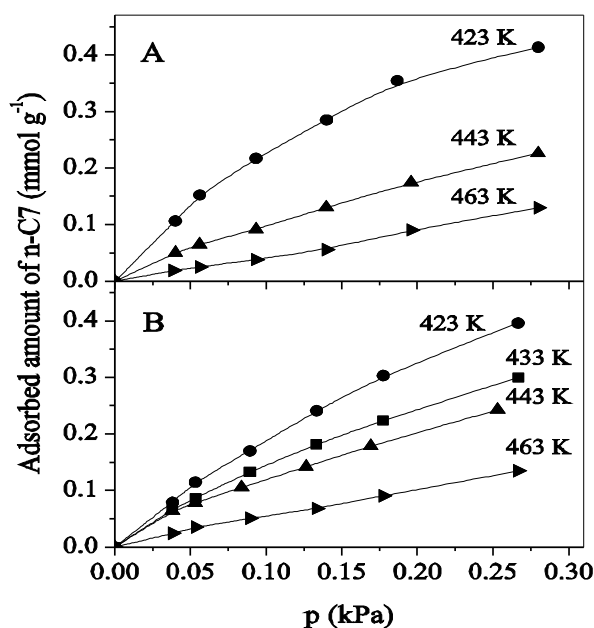 Adsorbed amount of n-C7 (mmol g⁻¹)
A
423 K
443 K
463 K
0.4
0.3
0.2
0.1
0.0
B
423 K
433 K
443 K
463 K
0.4
0.3
0.2
0.1
0.0
0.00 0.05 0.10 0.15 0.20 0.25 0.30
p (kPa)